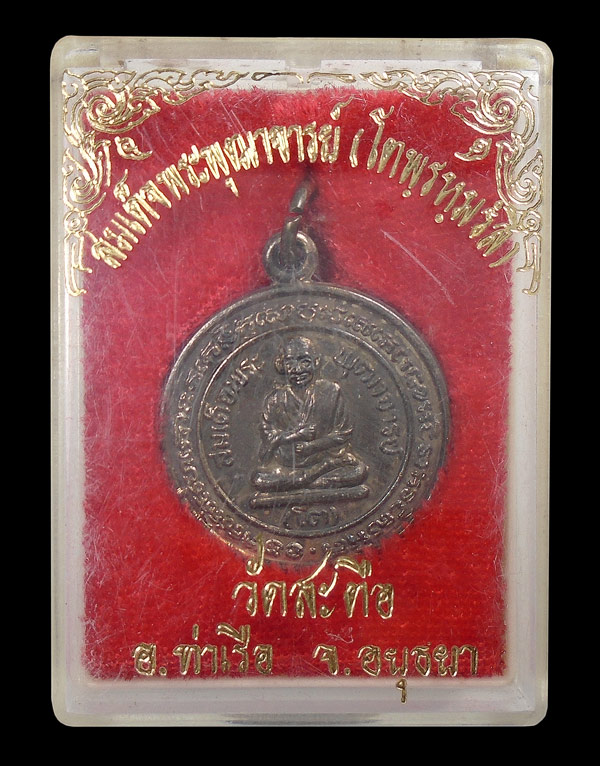 สมเด็จพระพุฒาจารย์ (โตพฺรหฺมรํสี)
สมเด็จพระ พุฒาจารย์
(โต)
วัดสะตือ
อ.ท่าเรือ จ.อยุธยา